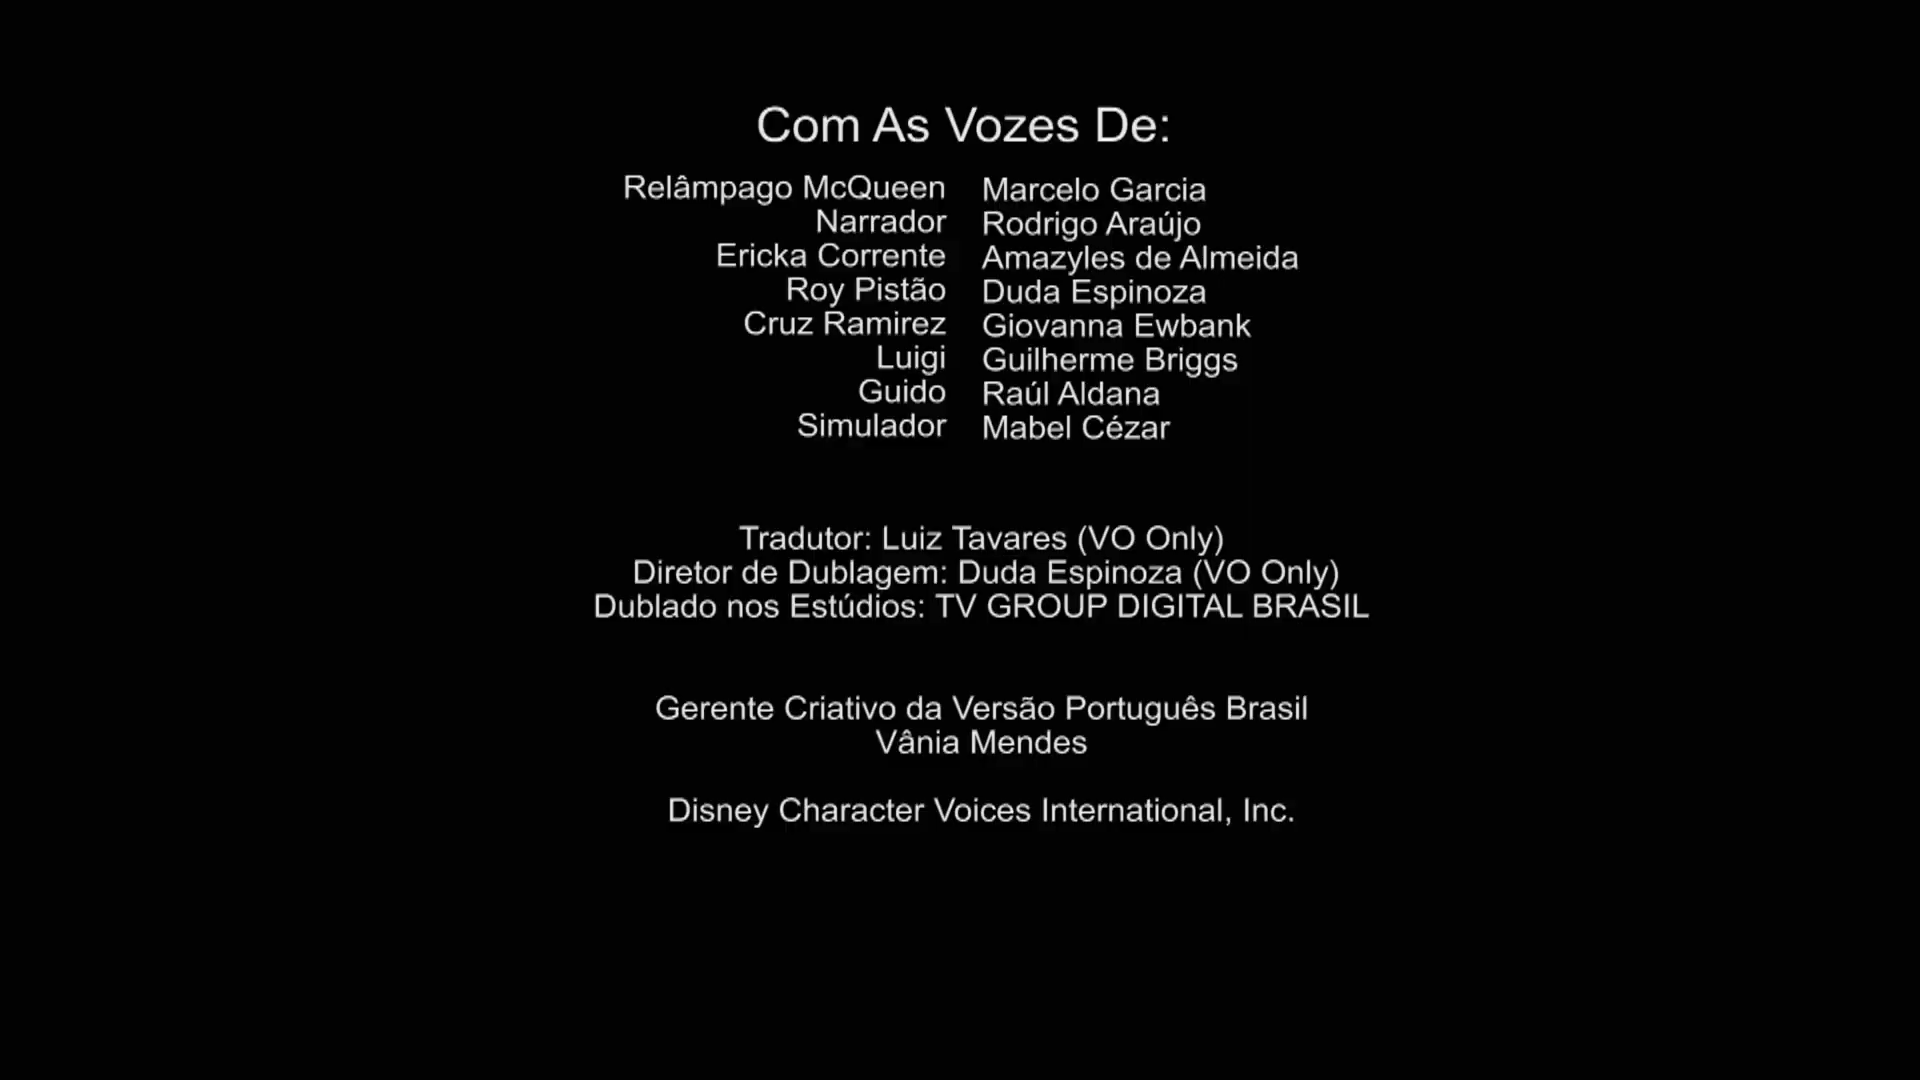 Com As Vozes De:
Relâmpago McQueen Marcelo Garcia
Narrador Rodrigo Araújo
Ericka Corrente Amazyles de Almeida
Roy Pistão Duda Espinoza
Cruz Ramirez Giovanna Ewbank
Luigi Guilherme Briggs
Guido Raúl Aldana
Simulador Mabel Cézar
Tradutor: Luiz Tavares (VO Only)
Diretor de Dublagem: Duda Espinoza (VO Only)
Dublado nos Estúdios: TV GROUP DIGITAL BRASIL
Gerente Criativo da Versão Português Brasil
Vânia Mendes
Disney Character Voices International, Inc.